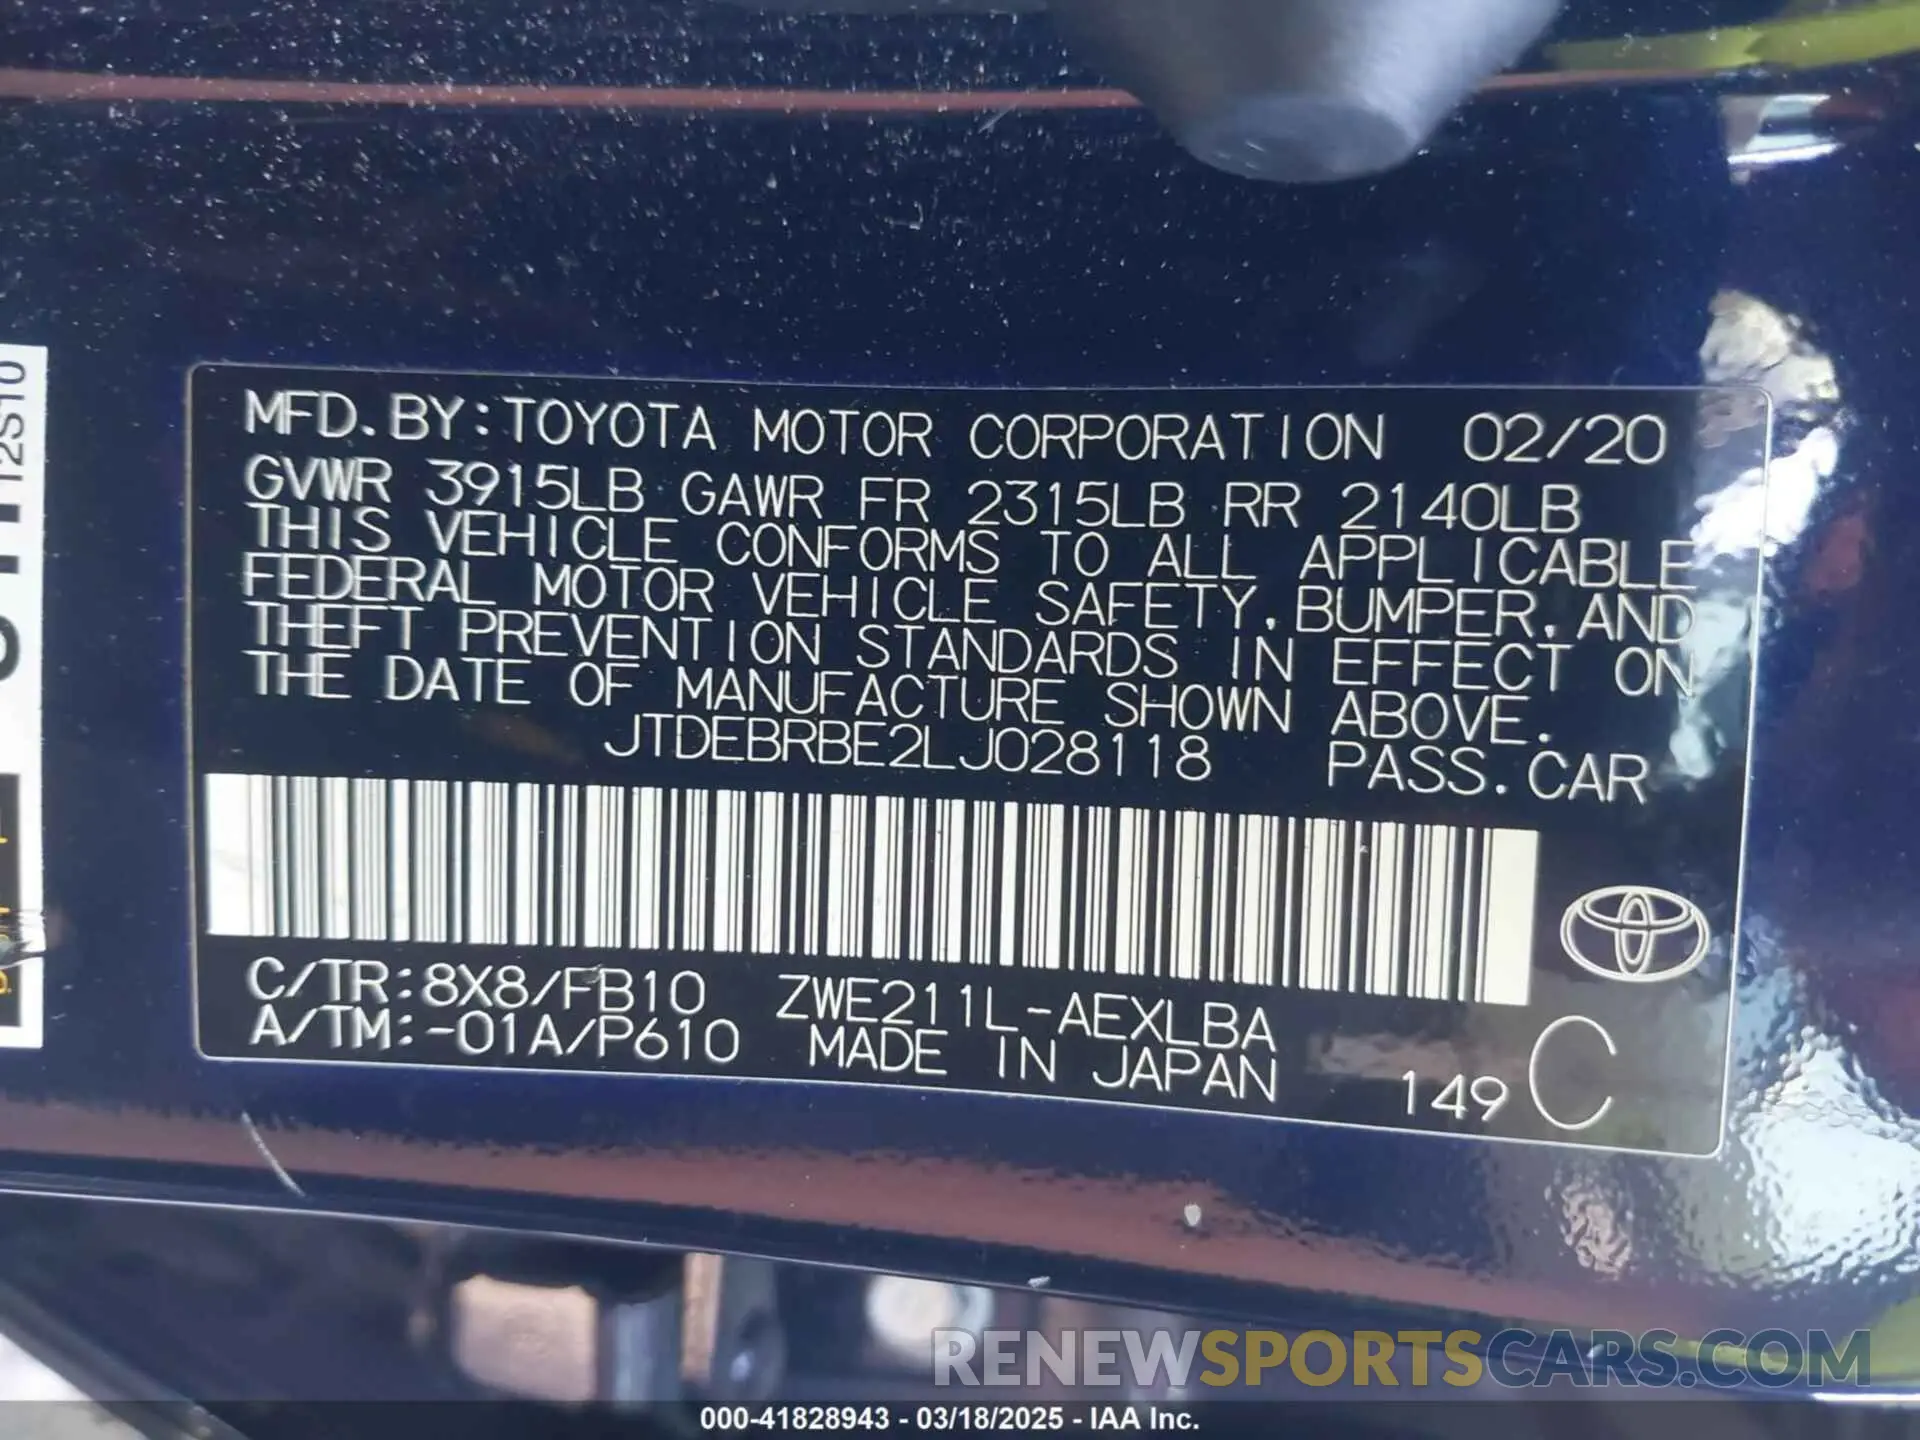 12S10
MFD. BY: TOYOTA MOTOR CORPORATION 02/20
GVWR 3915LB GAWR FR 2315LB RR 2140LB
THIS VEHICLE CONFORMS TO ALL APPLICABLE
FEDERAL MOTOR VEHICLE SAFETY, BUMPER, AND
THEFT PREVENTION STANDARDS IN EFFECT ON
THE DATE OF MANUFACTURE SHOWN ABOVE.
JTDEBRBE2LJ028118 PASS. CAR
C/TR: 8X8/FB10 ZWE211L-AEXLBA
A/TM: -01A/P610 MADE IN JAPAN
149 C
RENEWSPORTSCARS.COM
000-41828943 - 03/18/2025 - IAA Inc.